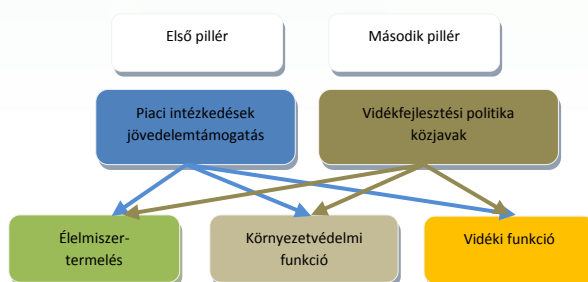 Első pillér
Második pillér
Piaci intézkedések
jövedelemtámogatás
Vidékfejlesztési politika
közjavak
Élelmiszer-
termelés
Környezetvédelmi
funkció
Vidéki funkció